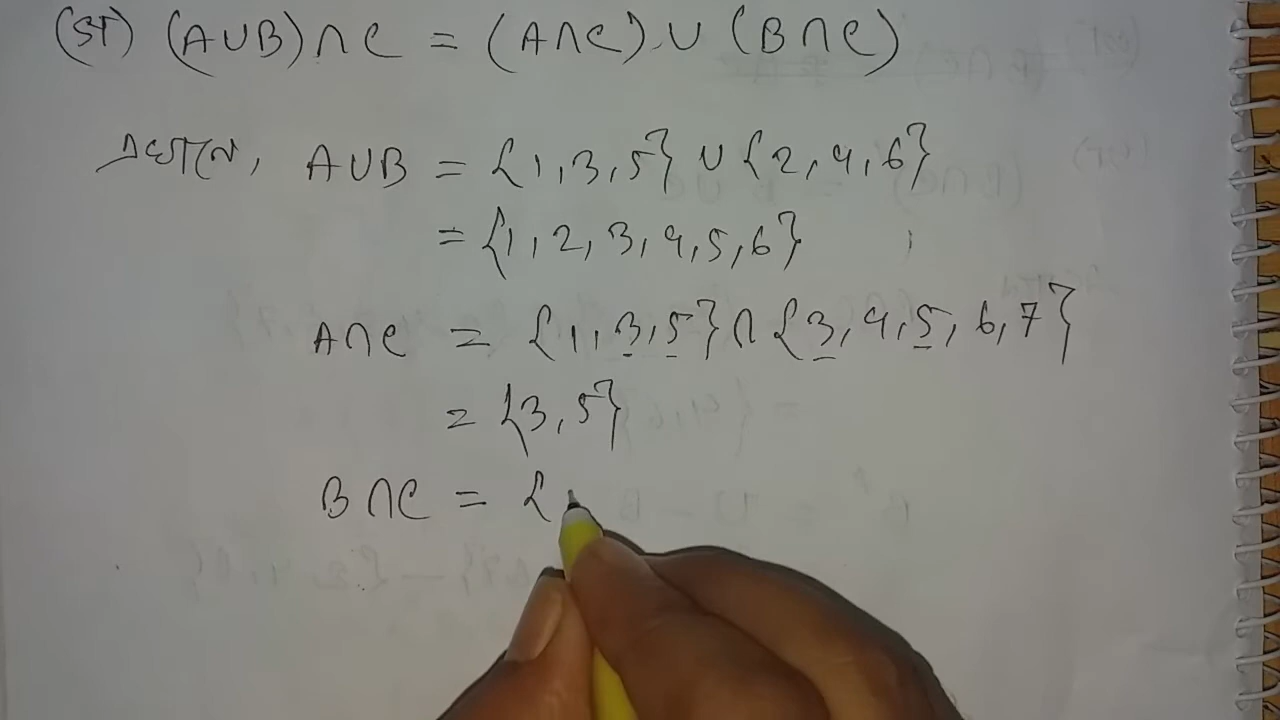 (ঙ) (A∪B)∩C = (A∩C) ∪ (B∩C)
এখানে, A∪B = {1, 3, 5} ∪ {2, 4, 6}
= {1, 2, 3, 4, 5, 6}
A∩C = {1, 3, 5} ∩ {3, 4, 5, 6, 7}
= {3, 5}
B∩C = {